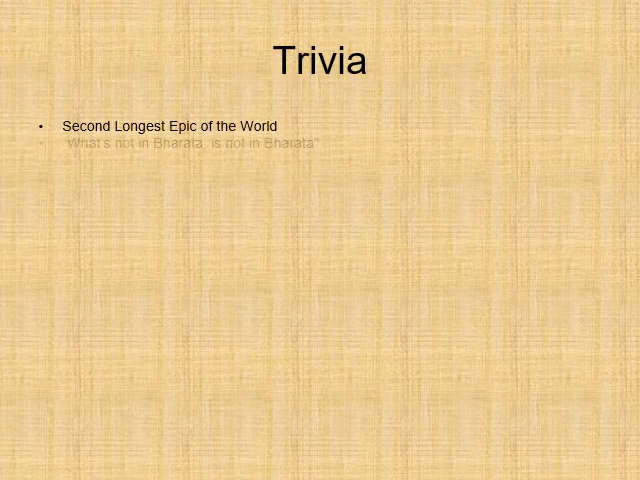 Trivia
• Second Longest Epic of the World
• "What's not in Bharata, is not in Bharata"